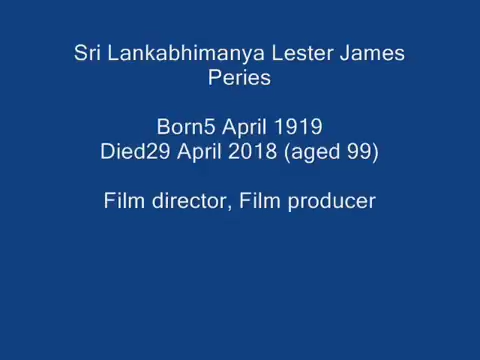 Sri Lankabhimanya Lester James
Peries
Born5 April 1919
Died29 April 2018 (aged 99)
Film director, Film producer